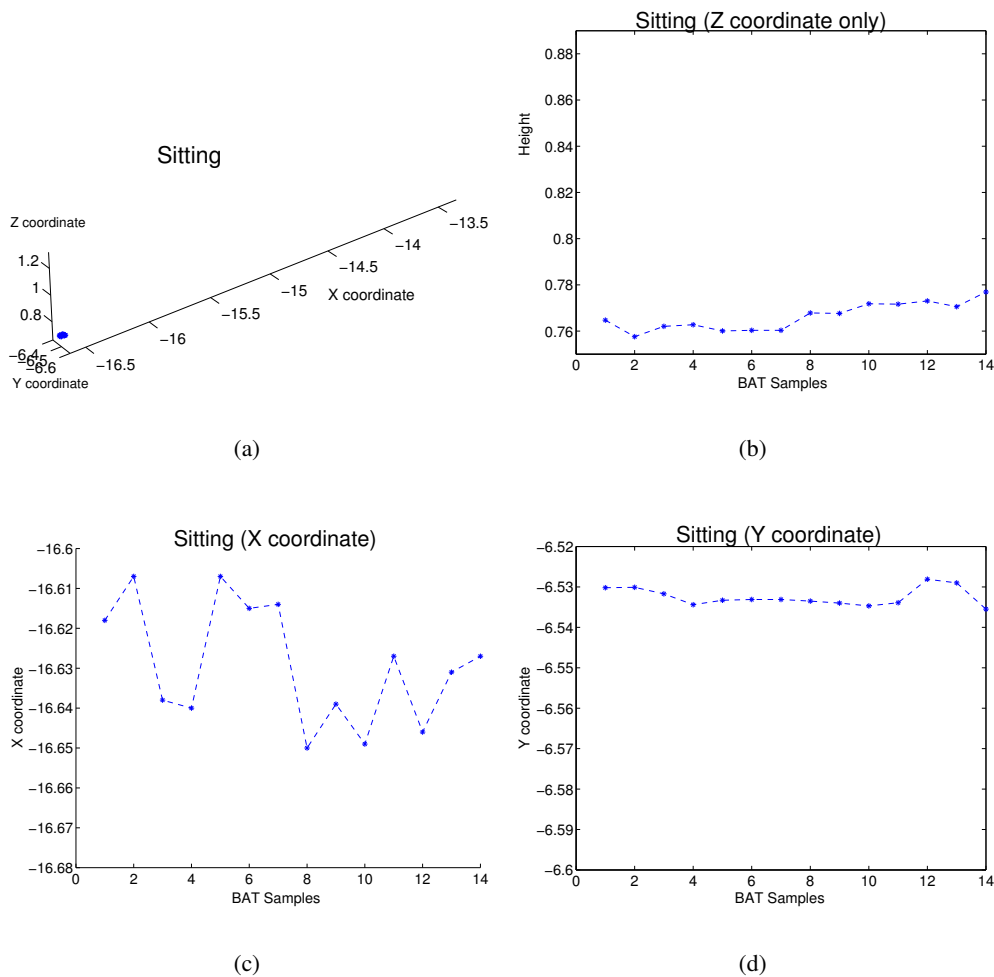 Sitting
Z coordinate
1.2
1
0.8
−6.4
−6.5
−6.6
Y coordinate
−16.5
−16
−15.5
−15
−14.5
−14
−13.5
X coordinate
(a)
Sitting (Z coordinate only)
Height
0.88
0.86
0.84
0.82
0.8
0.78
0.76
0 2 4 6 8 10 12 14
BAT Samples
(b)
Sitting (X coordinate)
X coordinate
−16.6
−16.61
−16.62
−16.63
−16.64
−16.65
−16.66
−16.67
−16.68
0 2 4 6 8 10 12 14
BAT Samples
(c)
Sitting (Y coordinate)
Y coordinate
−6.52
−6.53
−6.54
−6.55
−6.56
−6.57
−6.58
−6.59
−6.6
0 2 4 6 8 10 12 14
BAT Samples
(d)